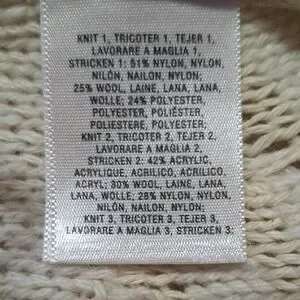 KNIT 1, TRICOTER 1, TEJER 1,
LAVORARE A MAGLIA 1,
STRICKEN 1: 51% NYLON, NYLON,
NILÓN, NAILON, NYLON;
25% WOOL, LAINE, LANA, LANA,
WOLLE; 24% POLYESTER,
POLYESTER, POLIÉSTER,
POLIESTERE, POLYESTER;
KNIT 2, TRICOTER 2, TEJER 2,
LAVORARE A MAGLIA 2,
STRICKEN 2: 42% ACRYLIC,
ACRYLIQUE, ACRILICO, ACRILICO,
ACRYL; 30% WOOL, LAINE, LANA,
LANA, WOLLE; 28% NYLON, NYLON,
NILÓN, NAILON, NYLON;
KNIT 3, TRICOTER 3, TEJER 3,
LAVORARE A MAGLIA 3, STRICKEN 3: